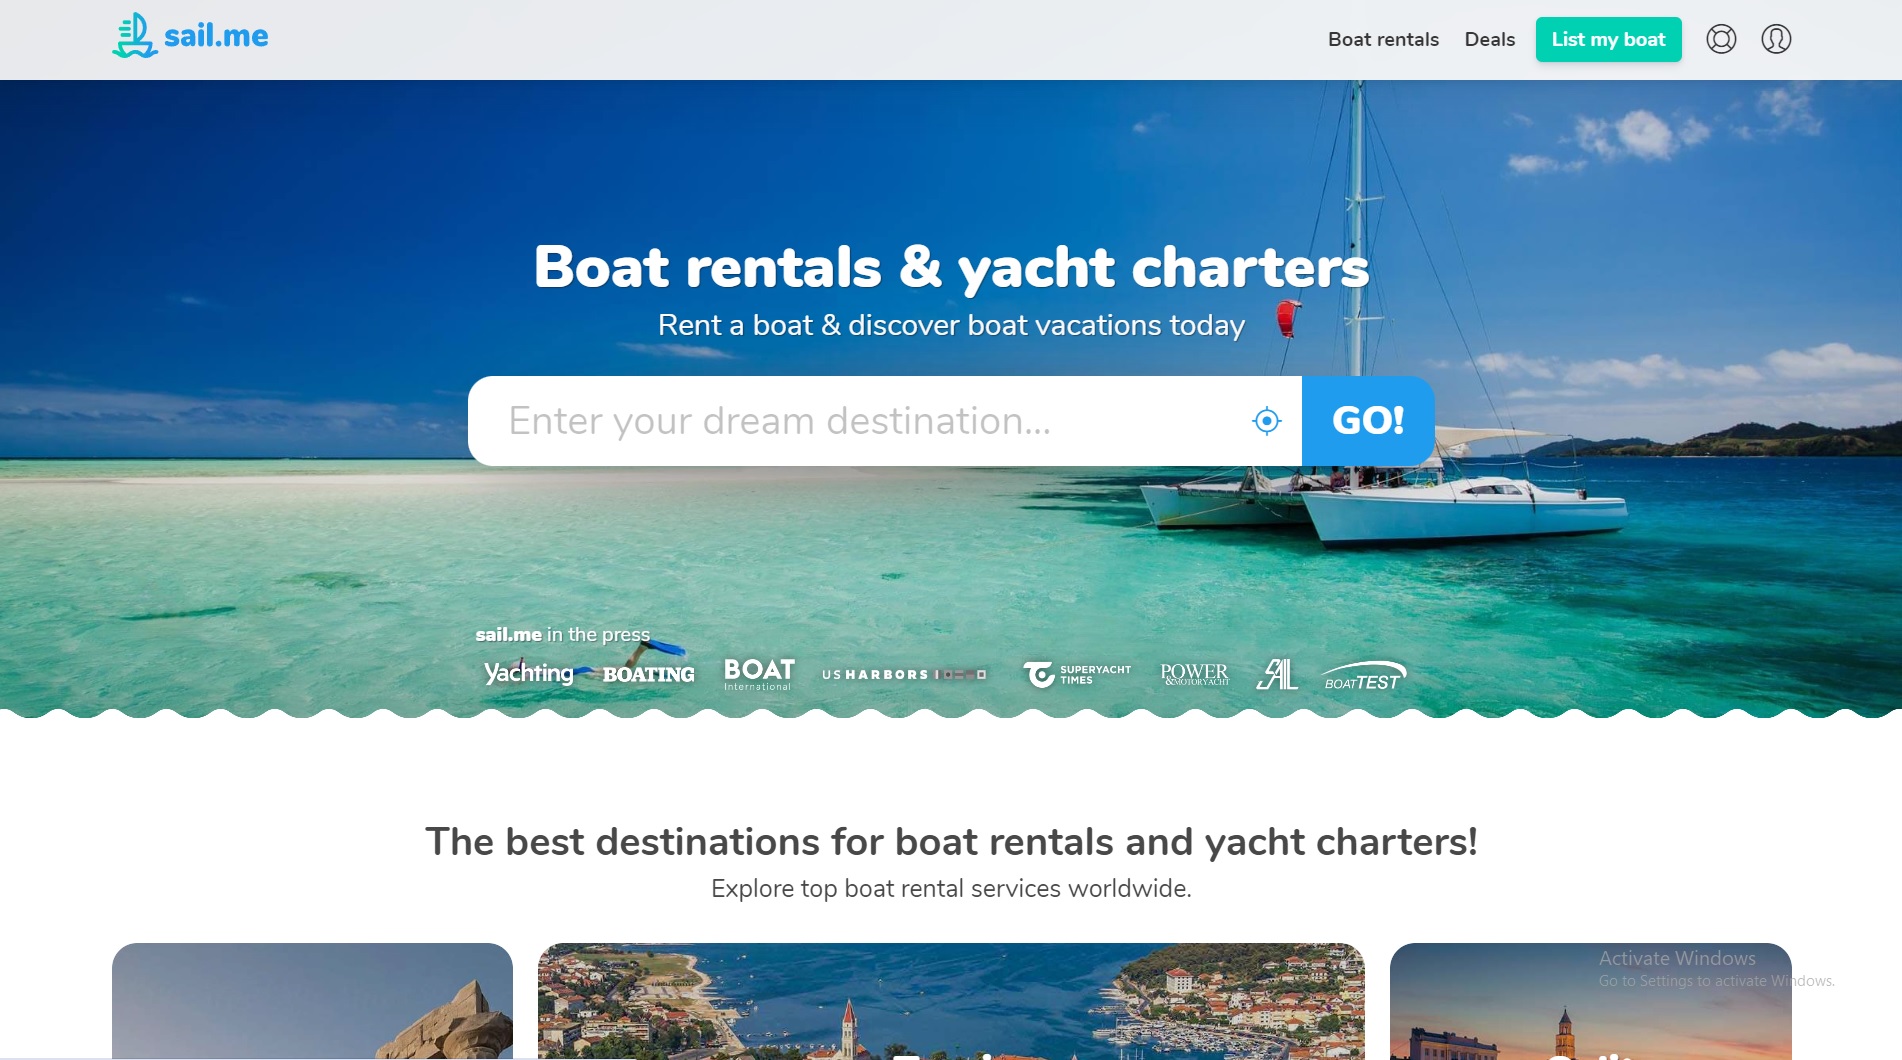 sail.me
Boat rentals
Deals
List my boat
Boat rentals & yacht charters
Rent a boat & discover boat vacations today
Enter your dream destination...
GO!
sail.me in the press
Yachting
BOATING
BOAT
International
US HARBORS
SUPERYACHT
TIMES
POWER
& MOTORYACHT
SAIL
BOATTEST
The best destinations for boat rentals and yacht charters!
Explore top boat rental services worldwide.
Activate Windows
Go to Settings to activate Windows.